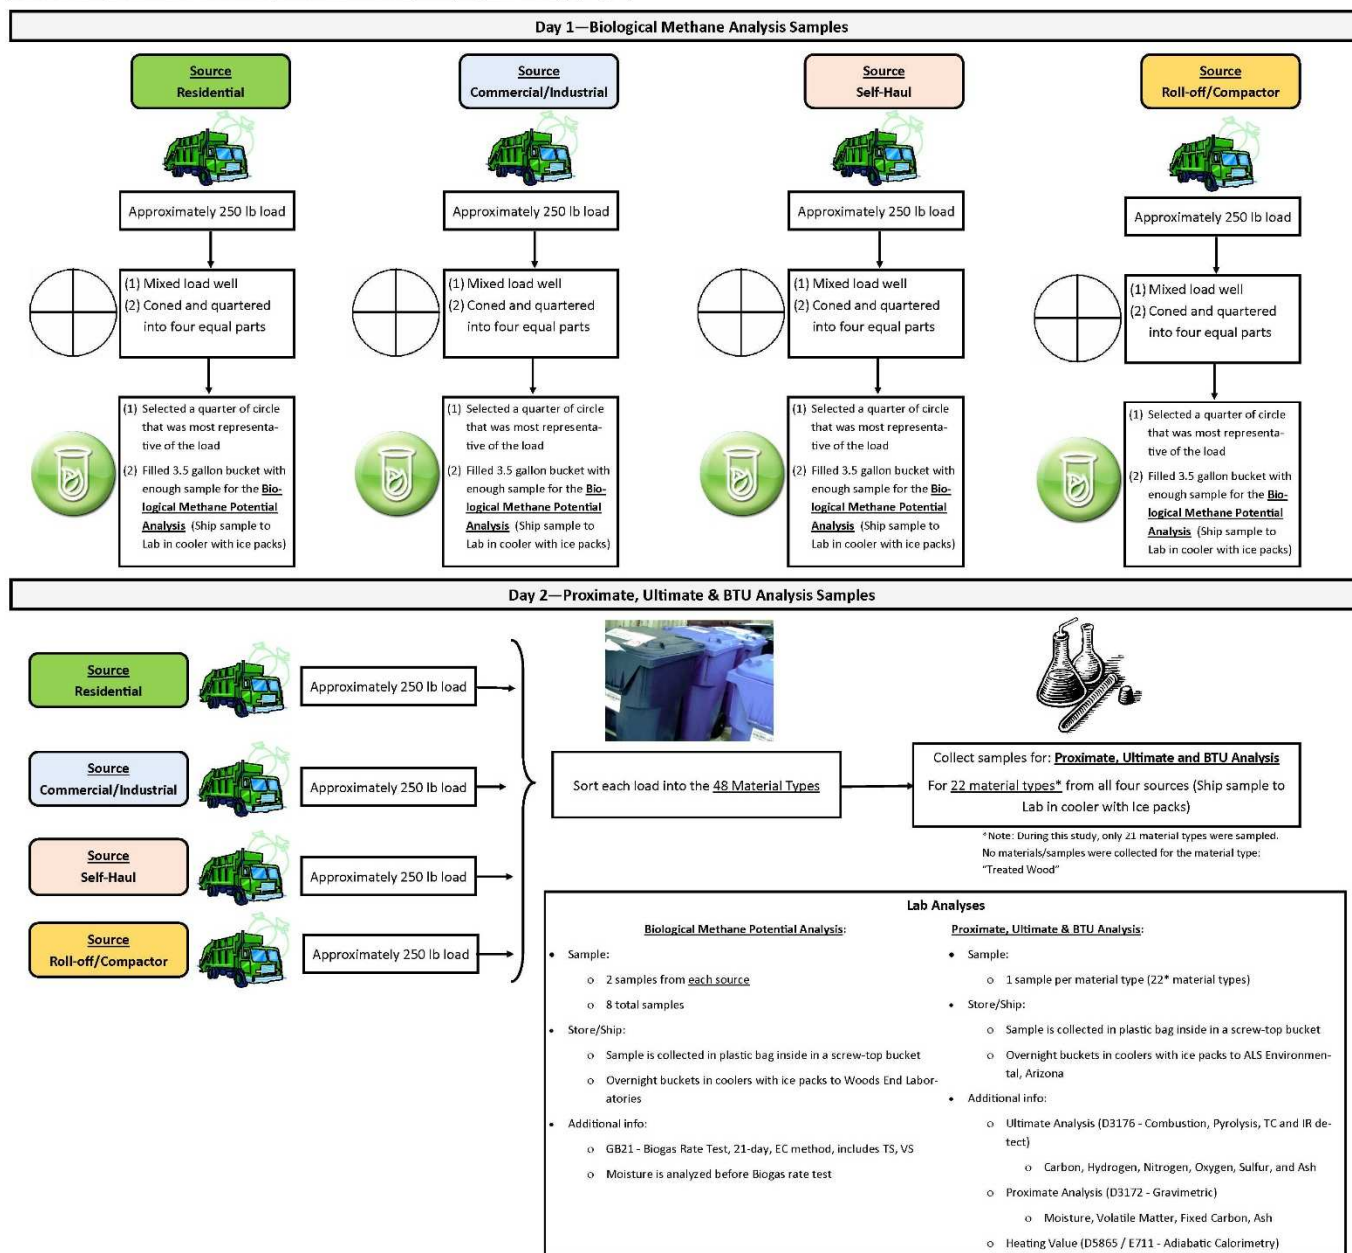 Day 1—Biological Methane Analysis Samples
Source
Residential
Approximately 250 lb load
(1) Mixed load well
(2) Coned and quartered
into four equal parts
(1) Selected a quarter of circle
that was most representa-
tive of the load
(2) Filled 3.5 gallon bucket with
enough sample for the Bio-
logical Methane Potential
Analysis (Ship sample to
Lab in cooler with ice packs)
Source
Commercial/Industrial
Approximately 250 lb load
(1) Mixed load well
(2) Coned and quartered
into four equal parts
(1) Selected a quarter of circle
that was most representa-
tive of the load
(2) Filled 3.5 gallon bucket with
enough sample for the Bio-
logical Methane Potential
Analysis (Ship sample to
Lab in cooler with ice packs)
Source
Self-Haul
Approximately 250 lb load
(1) Mixed load well
(2) Coned and quartered
into four equal parts
(1) Selected a quarter of circle
that was most representa-
tive of the load
(2) Filled 3.5 gallon bucket with
enough sample for the Bio-
logical Methane Potential
Analysis (Ship sample to
Lab in cooler with ice packs)
Source
Roll-off/Compactor
Approximately 250 lb load
(1) Mixed load well
(2) Coned and quartered
into four equal parts
(1) Selected a quarter of circle
that was most representa-
tive of the load
(2) Filled 3.5 gallon bucket with
enough sample for the Bio-
logical Methane Potential
Analysis (Ship sample to
Lab in cooler with ice packs)
Day 2—Proximate, Ultimate & BTU Analysis Samples
Source
Residential
Approximately 250 lb load
Source
Commercial/Industrial
Approximately 250 lb load
Source
Self-Haul
Approximately 250 lb load
Source
Roll-off/Compactor
Approximately 250 lb load
Sort each load into the 48 Material Types
Collect samples for: Proximate, Ultimate and BTU Analysis
For 22 material types* from all four sources (Ship sample to
Lab in cooler with Ice packs)
*Note: During this study, only 21 material types were sampled.
No materials/samples were collected for the material type:
"Treated Wood"
Lab Analyses
Biological Methane Potential Analysis:
• Sample:
o 2 samples from each source
o 8 total samples
• Store/Ship:
o Sample is collected in plastic bag inside in a screw-top bucket
o Overnight buckets in coolers with ice packs to Woods End Labor-
atories
• Additional info:
o GB21 - Biogas Rate Test, 21-day, EC method, includes TS, VS
o Moisture is analyzed before Biogas rate test
Proximate, Ultimate & BTU Analysis:
• Sample:
o 1 sample per material type (22* material types)
• Store/Ship:
o Sample is collected in plastic bag inside in a screw-top bucket
o Overnight buckets in coolers with ice packs to ALS Environmen-
tal, Arizona
• Additional info:
o Ultimate Analysis (D3176 - Combustion, Pyrolysis, TC and IR de-
tect)
o Carbon, Hydrogen, Nitrogen, Oxygen, Sulfur, and Ash
o Proximate Analysis (D3172 - Gravimetric)
o Moisture, Volatile Matter, Fixed Carbon, Ash
o Heating Value (D5865 / E711 - Adiabatic Calorimetry)